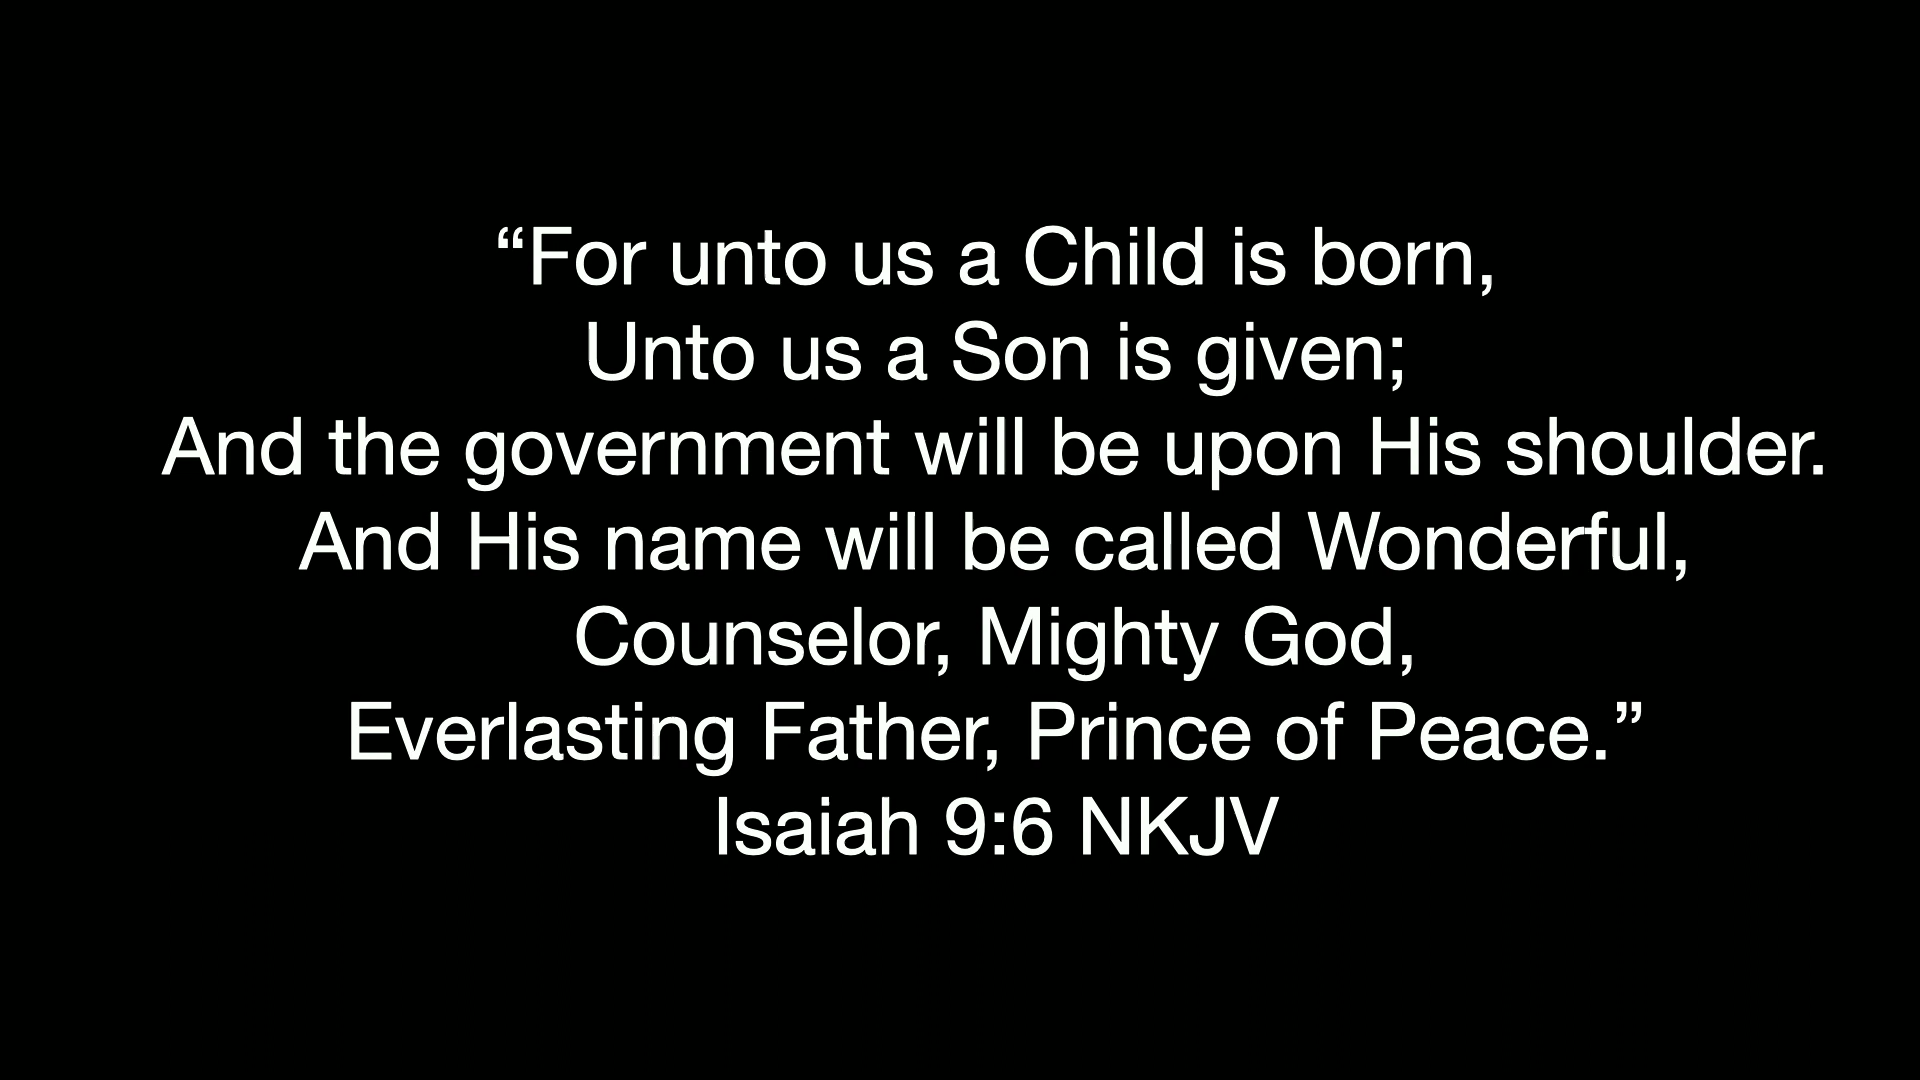 “For unto us a Child is born,
Unto us a Son is given;
And the government will be upon His shoulder.
And His name will be called Wonderful,
Counselor, Mighty God,
Everlasting Father, Prince of Peace.”
Isaiah 9:6 NKJV